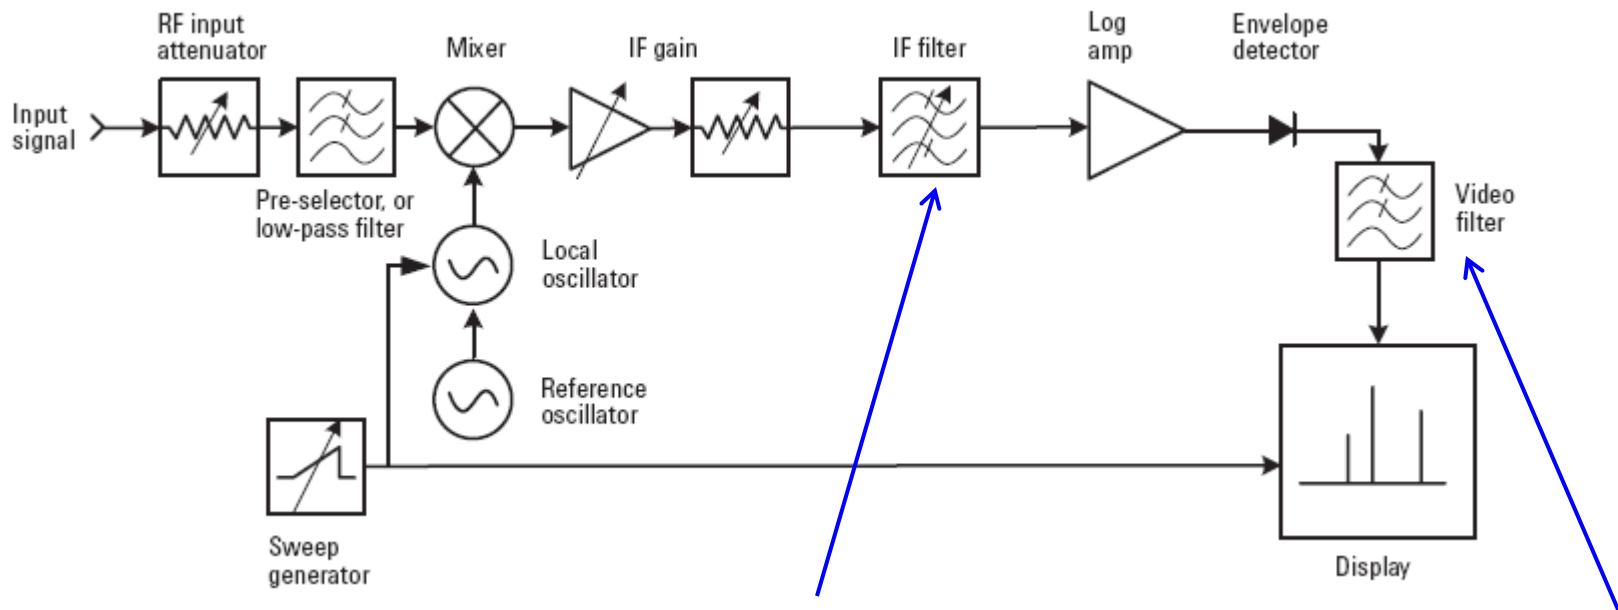 RF input
attenuator
Mixer
IF gain
IF filter
Log
amp
Envelope
detector
Input
signal
Pre-selector, or
low-pass filter
Local
oscillator
Video
filter
Reference
oscillator
Sweep
generator
Display